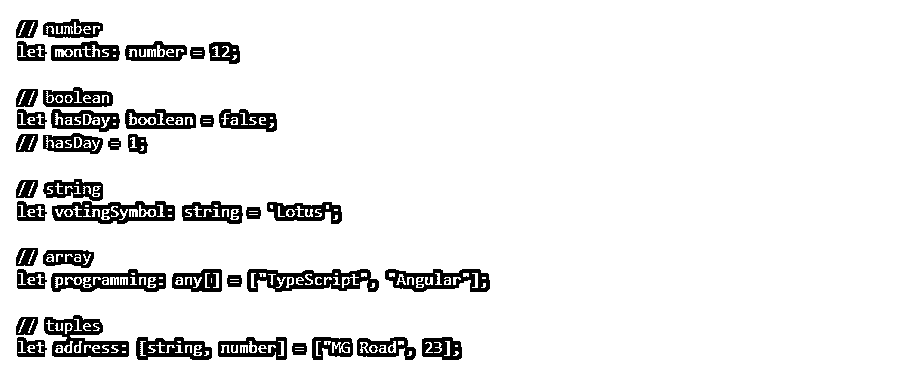 // number
let months: number = 12;
// boolean
let hasDay: boolean = false;
// hasDay = 1;
// string
let votingSymbol: string = 'Lotus';
// array
let programming: any[] = ["TypeScript", "Angular"];
// tuples
let address: [string, number] = ["MG Road", 23];